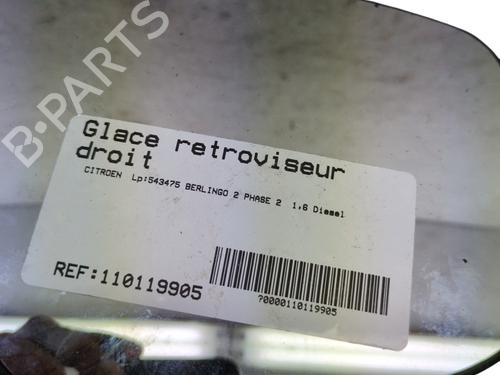 B-PARTS
Glace retroviseur
droit
CITROEN Lp:543475 BERLINGO 2 PHASE 2 1,6 Diesel
REF:110119905
?0000110119905